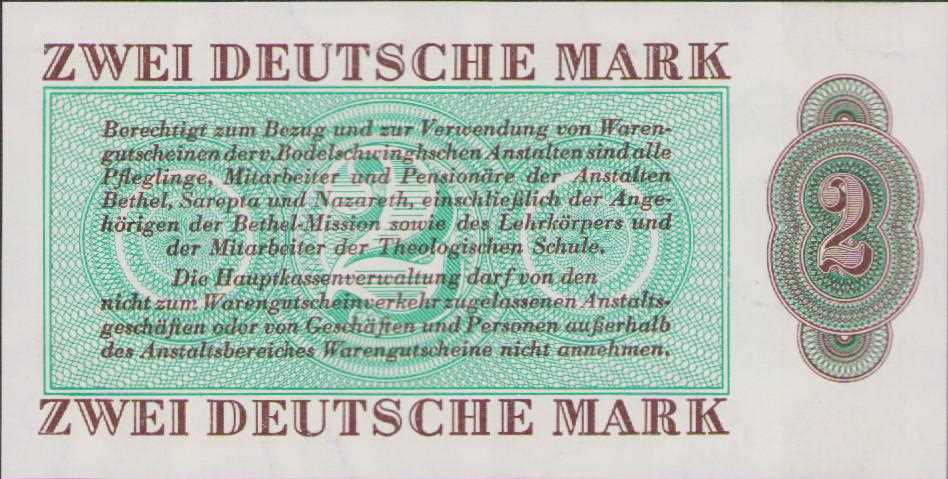 ZWEI DEUTSCHE MARK
Berechtigt zum Bezug und zur Verwendung von Waren-
gutscheinen der v. Bodelschwinghschen Anstalten sind alle
Pfleglinge, Mitarbeiter und Pensionäre der Anstalten
Bethel, Sarepta und Nazareth, einschließlich der Ange-
hörigen der Bethel-Mission sowie des Lehrkörpers und
der Mitarbeiter der Theologischen Schule.
Die Hauptkassenverwaltung darf von den
nicht zum Warengutscheinverkehr zugelassenen Anstalts-
geschäften oder von Geschäften und Personen außerhalb
des Anstaltsbereiches Warengutscheine nicht annehmen.
2
2
ZWEI DEUTSCHE MARK